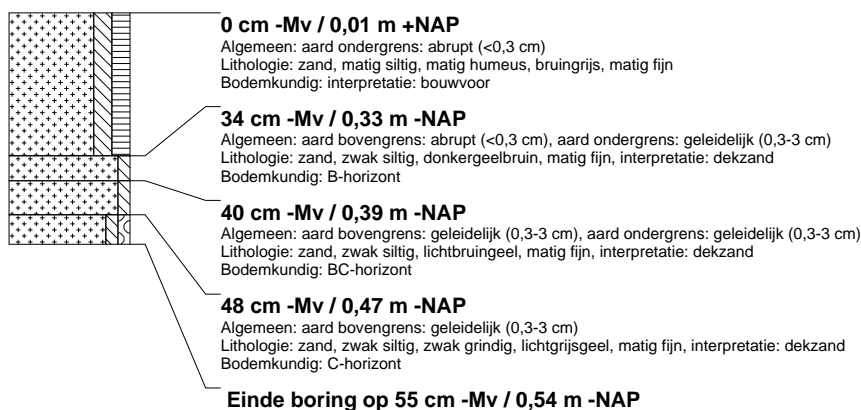 0 cm -Mv / 0,01 m +NAP
Algemeen: aard ondergrens: abrupt (<0,3 cm)
Lithologie: zand, matig siltig, matig humeus, bruingrijs, matig fijn
Bodemkundig: interpretatie: bouwvoor
34 cm -Mv / 0,33 m -NAP
Algemeen: aard bovengrens: abrupt (<0,3 cm), aard ondergrens: geleidelijk (0,3-3 cm)
Lithologie: zand, zwak siltig, donkergeelbruin, matig fijn, interpretatie: dekzand
Bodemkundig: B-horizont
40 cm -Mv / 0,39 m -NAP
Algemeen: aard bovengrens: geleidelijk (0,3-3 cm), aard ondergrens: geleidelijk (0,3-3 cm)
Lithologie: zand, zwak siltig, lichtbruingeel, matig fijn, interpretatie: dekzand
Bodemkundig: BC-horizont
48 cm -Mv / 0,47 m -NAP
Algemeen: aard bovengrens: geleidelijk (0,3-3 cm)
Lithologie: zand, zwak siltig, zwak grindig, lichtgrijsgeel, matig fijn, interpretatie: dekzand
Bodemkundig: C-horizont
Einde boring op 55 cm -Mv / 0,54 m -NAP